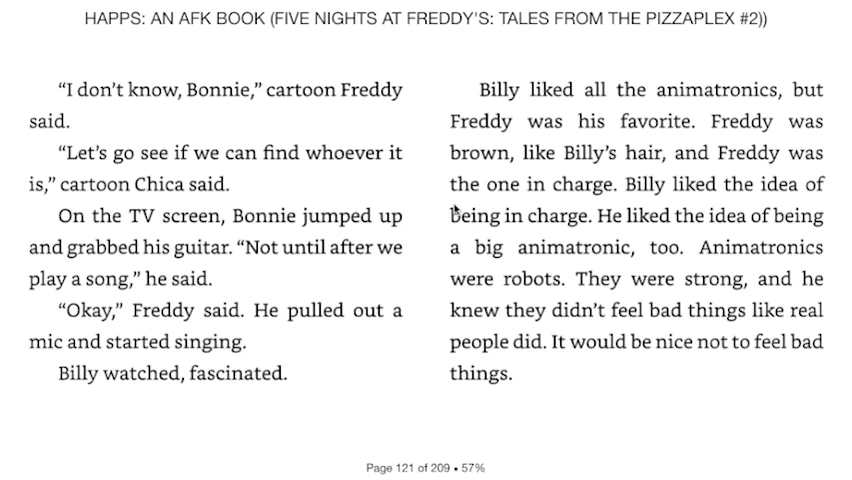 HAPPS: AN AFK BOOK (FIVE NIGHTS AT FREDDY'S: TALES FROM THE PIZZAPLEX #2))
“I don’t know, Bonnie,” cartoon Freddy
said.
“Let’s go see if we can find whoever it
is,” cartoon Chica said.
On the TV screen, Bonnie jumped up
and grabbed his guitar. “Not until after we
play a song,” he said.
“Okay,” Freddy said. He pulled out a
mic and started singing.
Billy watched, fascinated.
Billy liked all the animatronics, but
Freddy was his favorite. Freddy was
brown, like Billy’s hair, and Freddy was
the one in charge. Billy liked the idea of
being in charge. He liked the idea of being
a big animatronic, too. Animatronics
were robots. They were strong, and he
knew they didn’t feel bad things like real
people did. It would be nice not to feel bad
things.
Page 121 of 209 • 57%